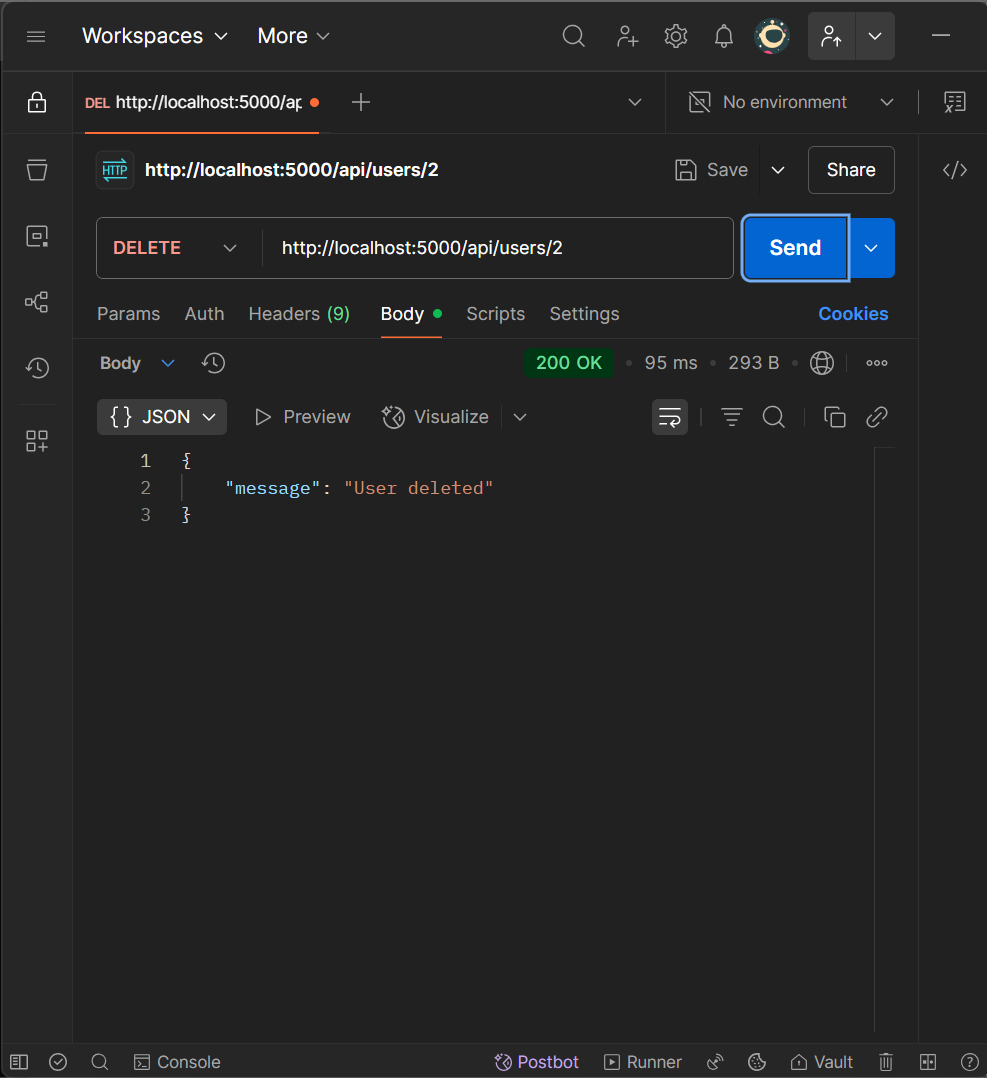 Workspaces More
DEL http://localhost:5000/ap No environment
HTTP http://localhost:5000/api/users/2 Save Share
DELETE http://localhost:5000/api/users/2 Send
Params Auth Headers (9) Body Scripts Settings Cookies
Body 200 OK 95 ms 293 B
{} JSON Preview Visualize
1 {
2 "message": "User deleted"
3 }
Console Postbot Runner Vault